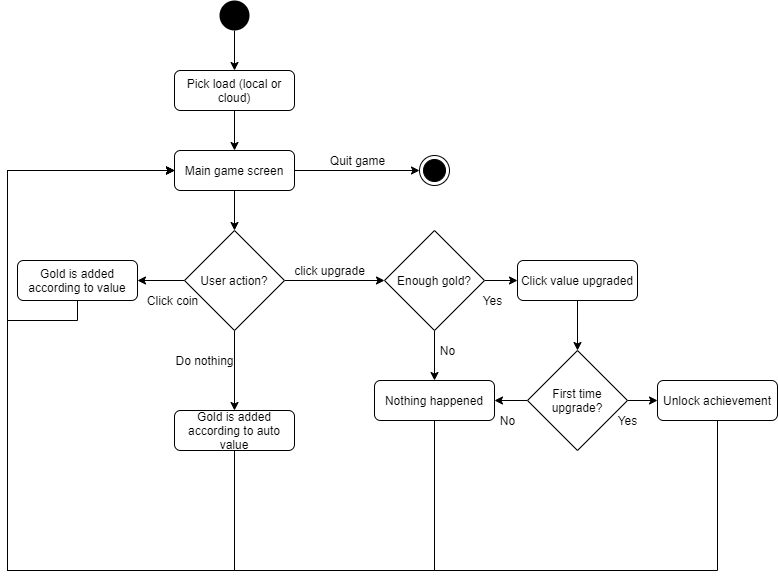 Pick load (local or
cloud)
Main game screen
Quit game
User action?
click upgrade
Enough gold?
Click value upgraded
Gold is added
according to value
Click coin
Yes
Do nothing
No
Nothing happened
First time
upgrade?
Unlock achievement
No
Yes
Gold is added
according to auto
value